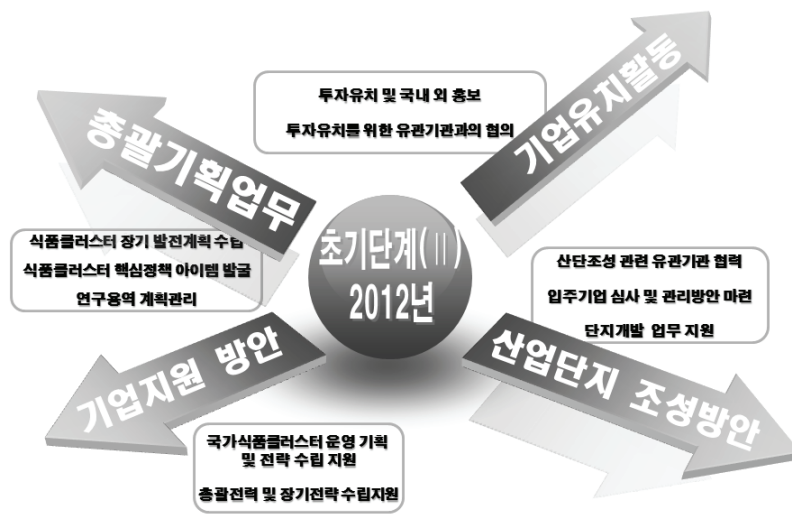 총괄기획업무
식품클러스터 장기 발전계획 수립
식품클러스터 핵심정책 아이템 발굴
연구용역 계획관리
투자유치 및 국내 외 홍보
투자유치를 위한 유관기관과의 협의
기업유치활동
초기단계(Ⅱ)
2012년
산단조성 관련 유관기관 협력
입주기업 심사 및 관리방안 마련
단지개발 업무 지원
산업단지 조성방안
기업지원 방안
국가식품클러스터 운영 기획
및 전략 수립 지원
총괄전력 및 장기전략 수립지원